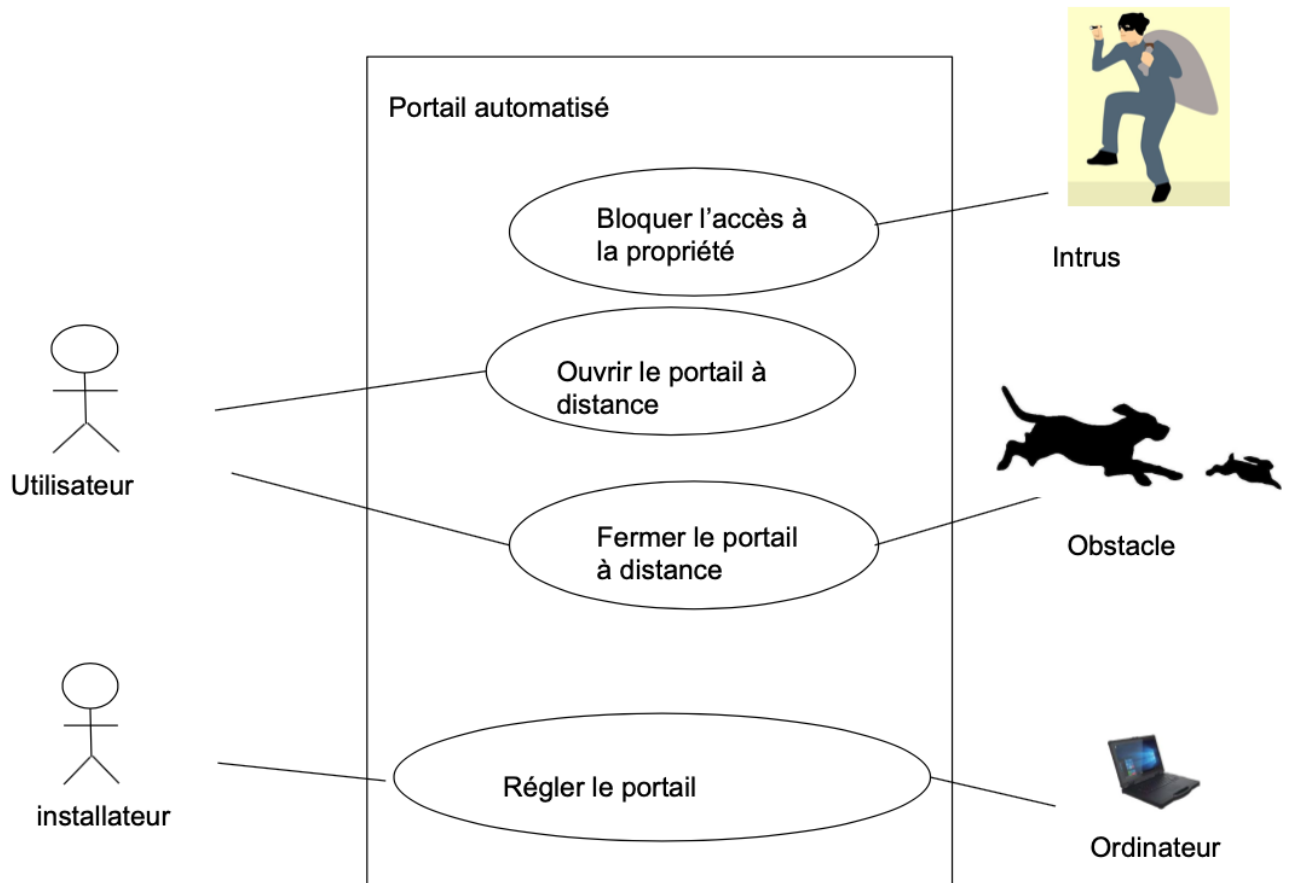 Portail automatisé
Bloquer l'accès à
la propriété
Intrus
Ouvrir le portail à
distance
Utilisateur
Fermer le portail
à distance
Obstacle
Régler le portail
installateur
Ordinateur